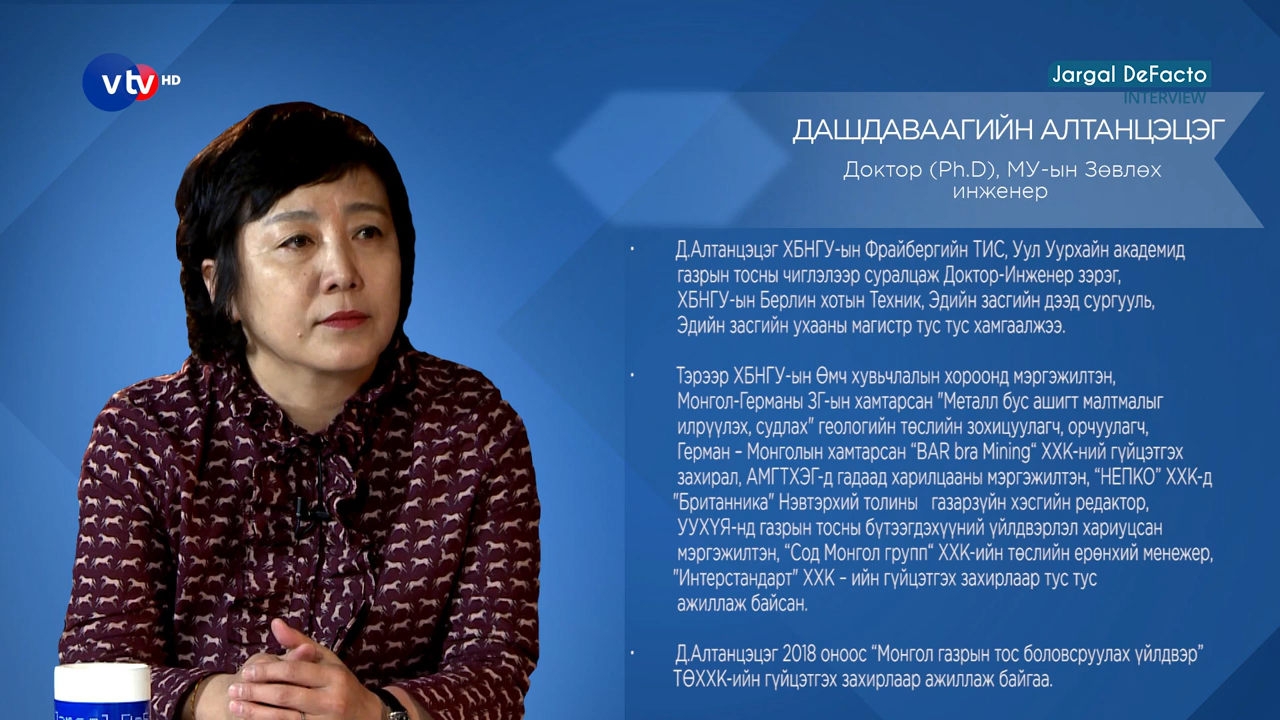 vtv HD
Jargal DeFacto
INTERVIEW
ДАШДАВААГИЙН АЛТАНЦЭЦЭГ
Доктор (Ph.D), МУ-ын Зөвлөх
инженер
· Д.Алтанцэцэг ХБНГУ-ын Фрайбергийн ТИС, Уул Уурхайн академид
газрын тосны чиглэлээр суралцаж Доктор-Инженер зэрэг,
ХБНГУ-ын Берлин хотын Техник, Эдийн засгийн дээд сургууль,
Эдийн засгийн ухааны магистр тус тус хамгаалжээ.
· Тэрээр ХБНГУ-ын Өмч хувьчлалын хороонд мэргэжилтэн,
Монгол-Германы ЗГ-ын хамтарсан "Металл бус ашигт малтмалыг
илрүүлэх, судлах" геологийн төслийн зохицуулагч, орчуулагч,
Герман – Монголын хамтарсан “BAR bra Mining“ ХХК-ний гүйцэтгэх
захирал, АМГТХЭГ-д гадаад харилцааны мэргэжилтэн, “НЕПКО” ХХК-д
"Британника" Нэвтэрхий толины газарзүйн хэсгийн редактор,
УУХҮЯ-нд газрын тосны бүтээгдэхүүний үйлдвэрлэл хариуцсан
мэргэжилтэн, “Сод Монгол групп“ ХХК-ийн төслийн ерөнхий менежер,
"Интерстандарт" ХХК – ийн гүйцэтгэх захирлаар тус тус
ажиллаж байсан.
· Д.Алтанцэцэг 2018 оноос “Монгол газрын тос боловсруулах үйлдвэр”
ТӨХХК-ийн гүйцэтгэх захирлаар ажиллаж байгаа.